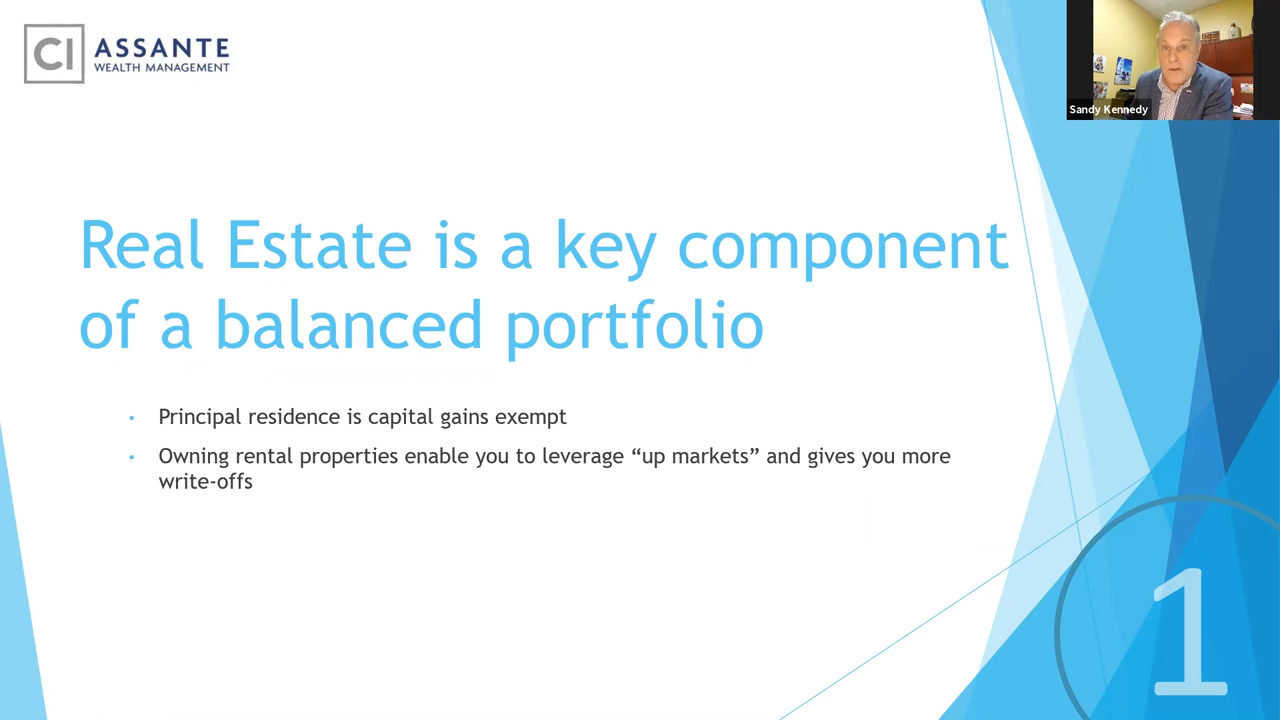 CI ASSANTE
WEALTH MANAGEMENT
Sandy Kennedy
Real Estate is a key component
of a balanced portfolio
• Principal residence is capital gains exempt
• Owning rental properties enable you to leverage “up markets” and gives you more
write-offs
1